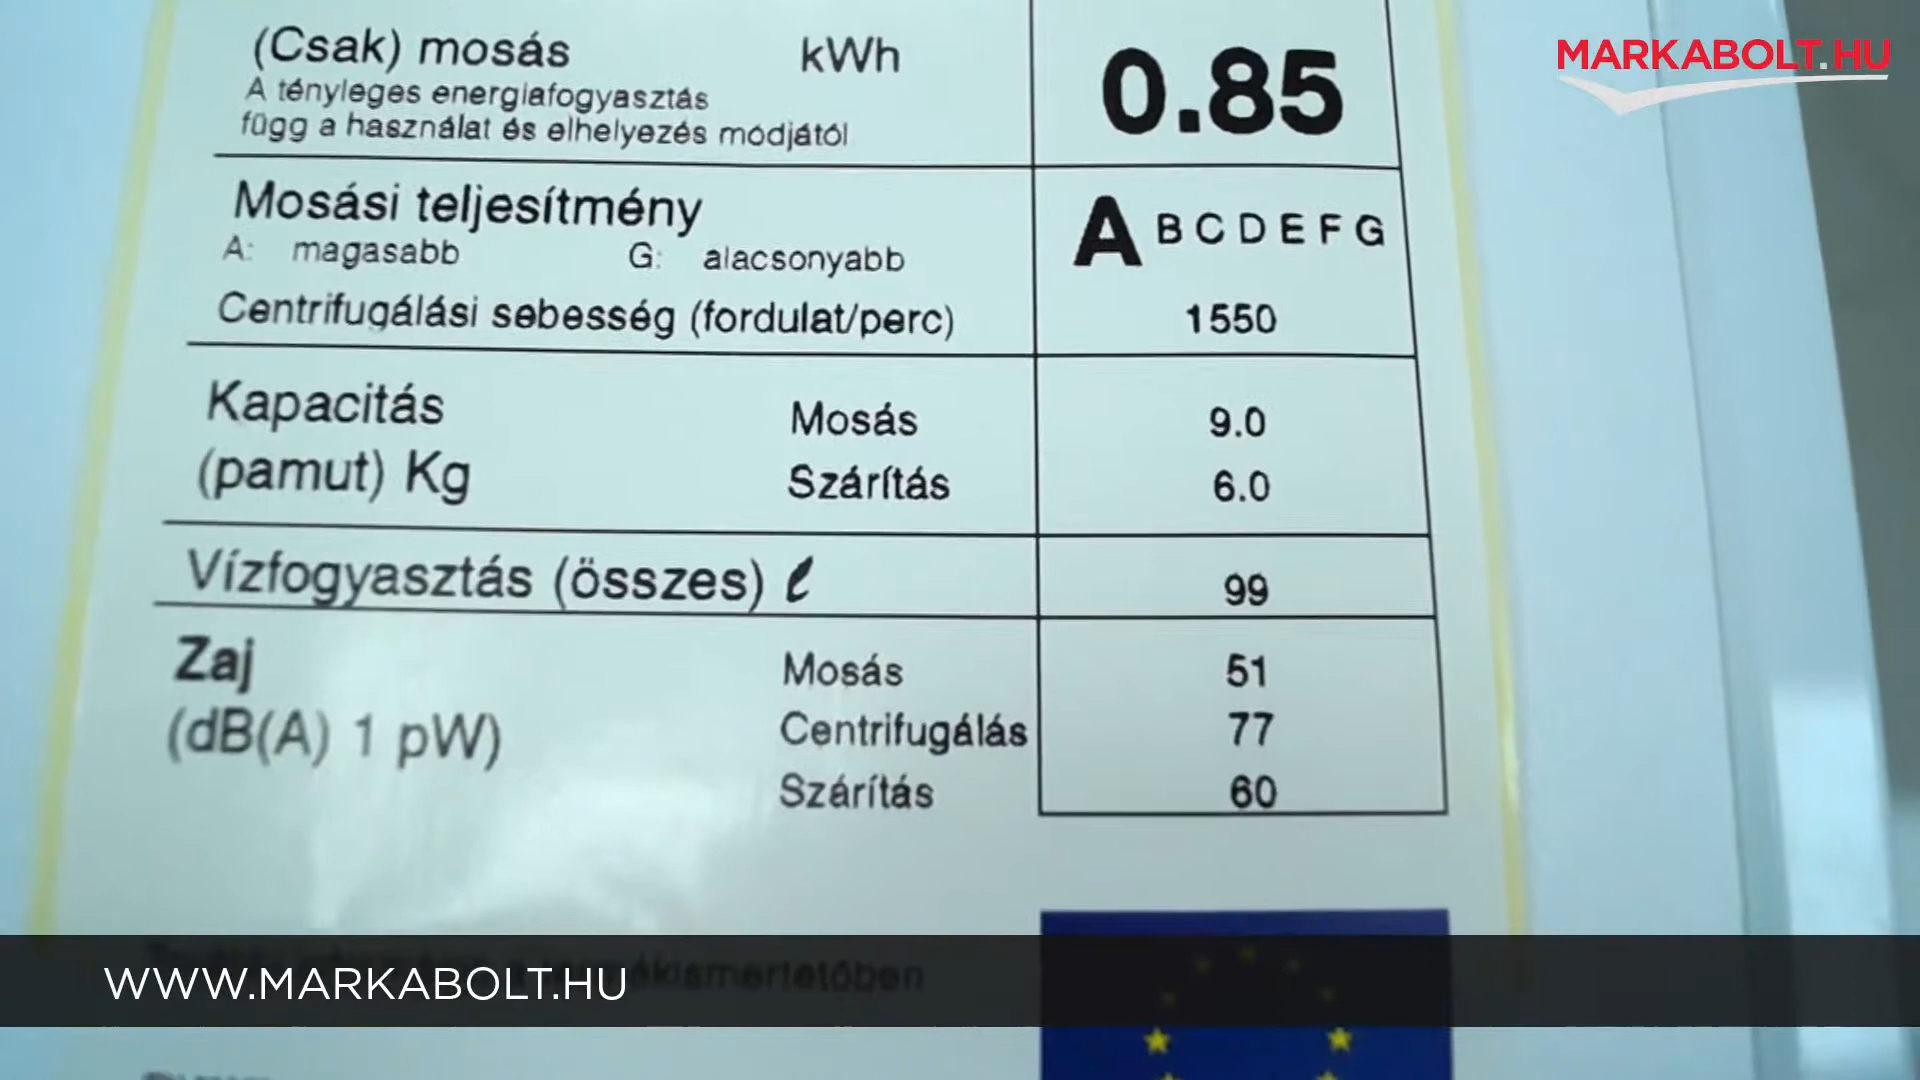 MARKABOLT.HU
(Csak) mosás kWh 0.85
A tényleges energiafogyasztás
függ a használat és elhelyezés módjától
Mosási teljesítmény A B C D E F G
A: magasabb G: alacsonyabb
Centrifugálási sebesség (fordulat/perc) 1550
Kapacitás Mosás 9.0
(pamut) Kg Szárítás 6.0
Vízfogyasztás (összes) ℓ 99
Zaj Mosás 51
(dB(A) 1 pW) Centrifugálás 77
Szárítás 60
WWW.MARKABOLT.HU